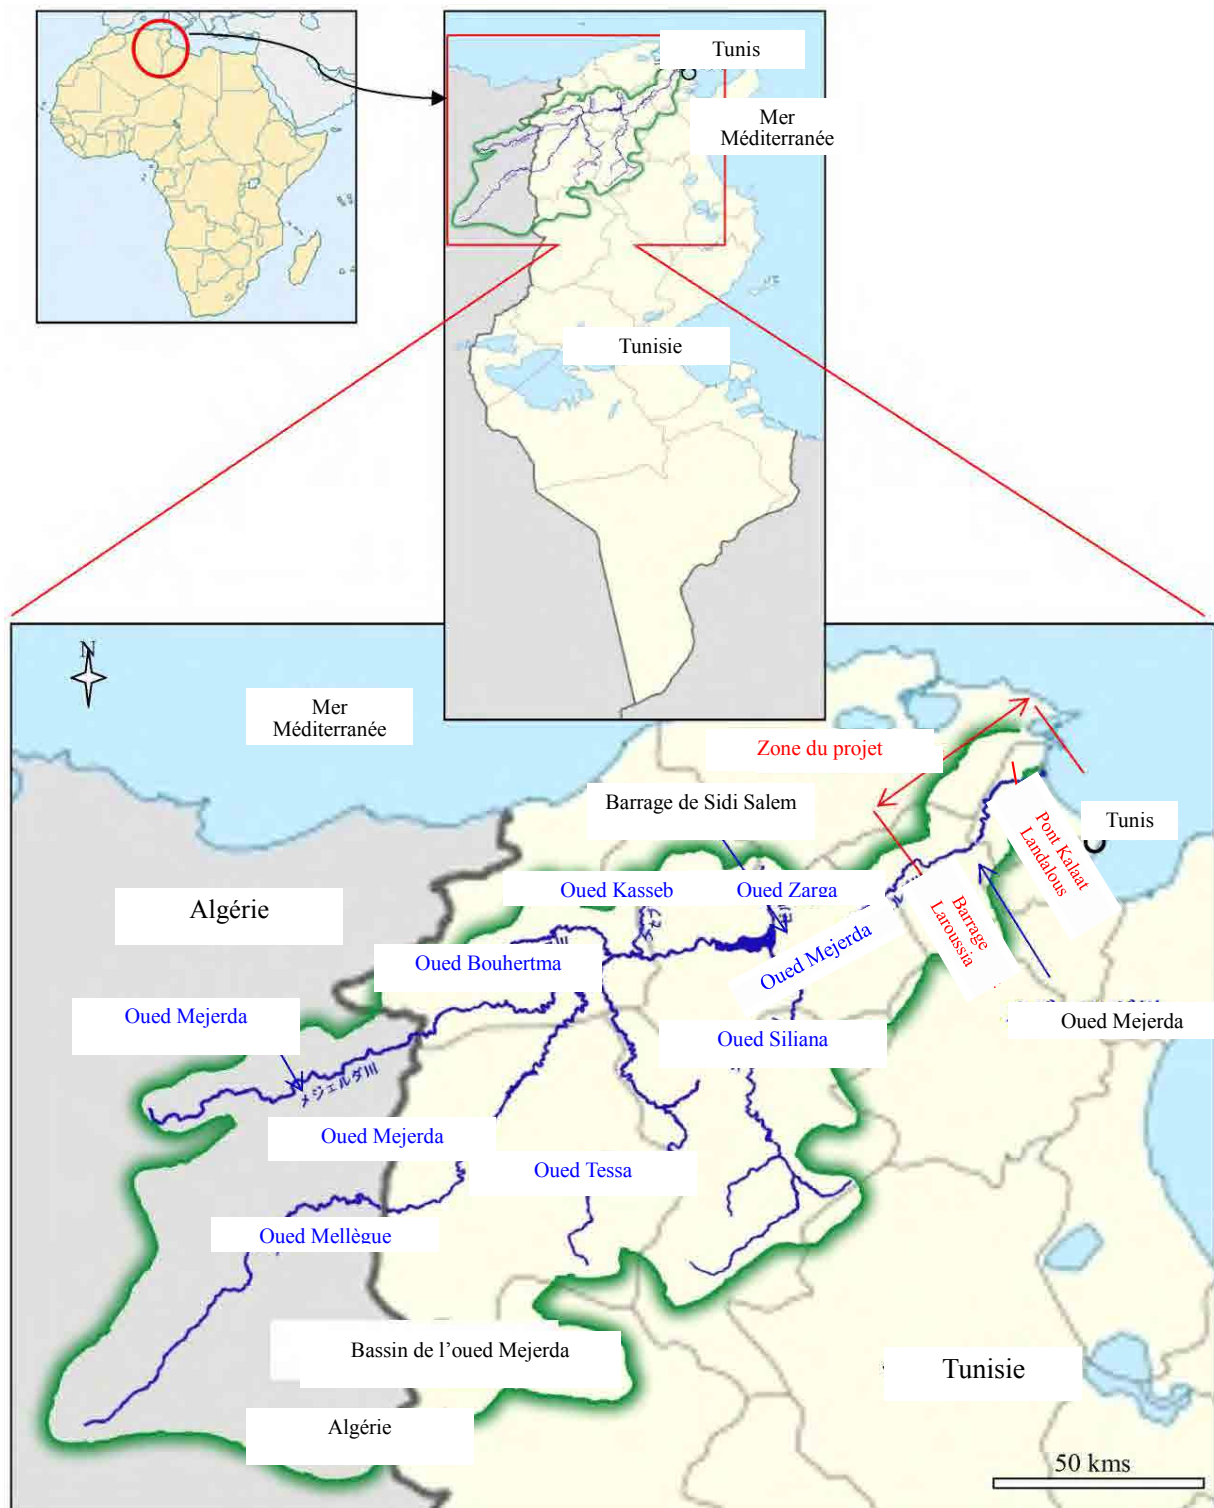 Tunis
Mer
Méditerranée
Tunisie
N
Mer
Méditerranée
Zone du projet
Barrage de Sidi Salem
Tunis
Pont Kalaat
Landalous
Oued Kasseb
Oued Zarga
Algérie
Barrage
Laroussia
Oued Mejerda
Oued Bouhertma
Oued Mejerda
Oued Mejerda
Oued Siliana
メジェルダ川
Oued Mejerda
Oued Tessa
Oued Mellègue
Bassin de l’oued Mejerda
Tunisie
Algérie
50 kms